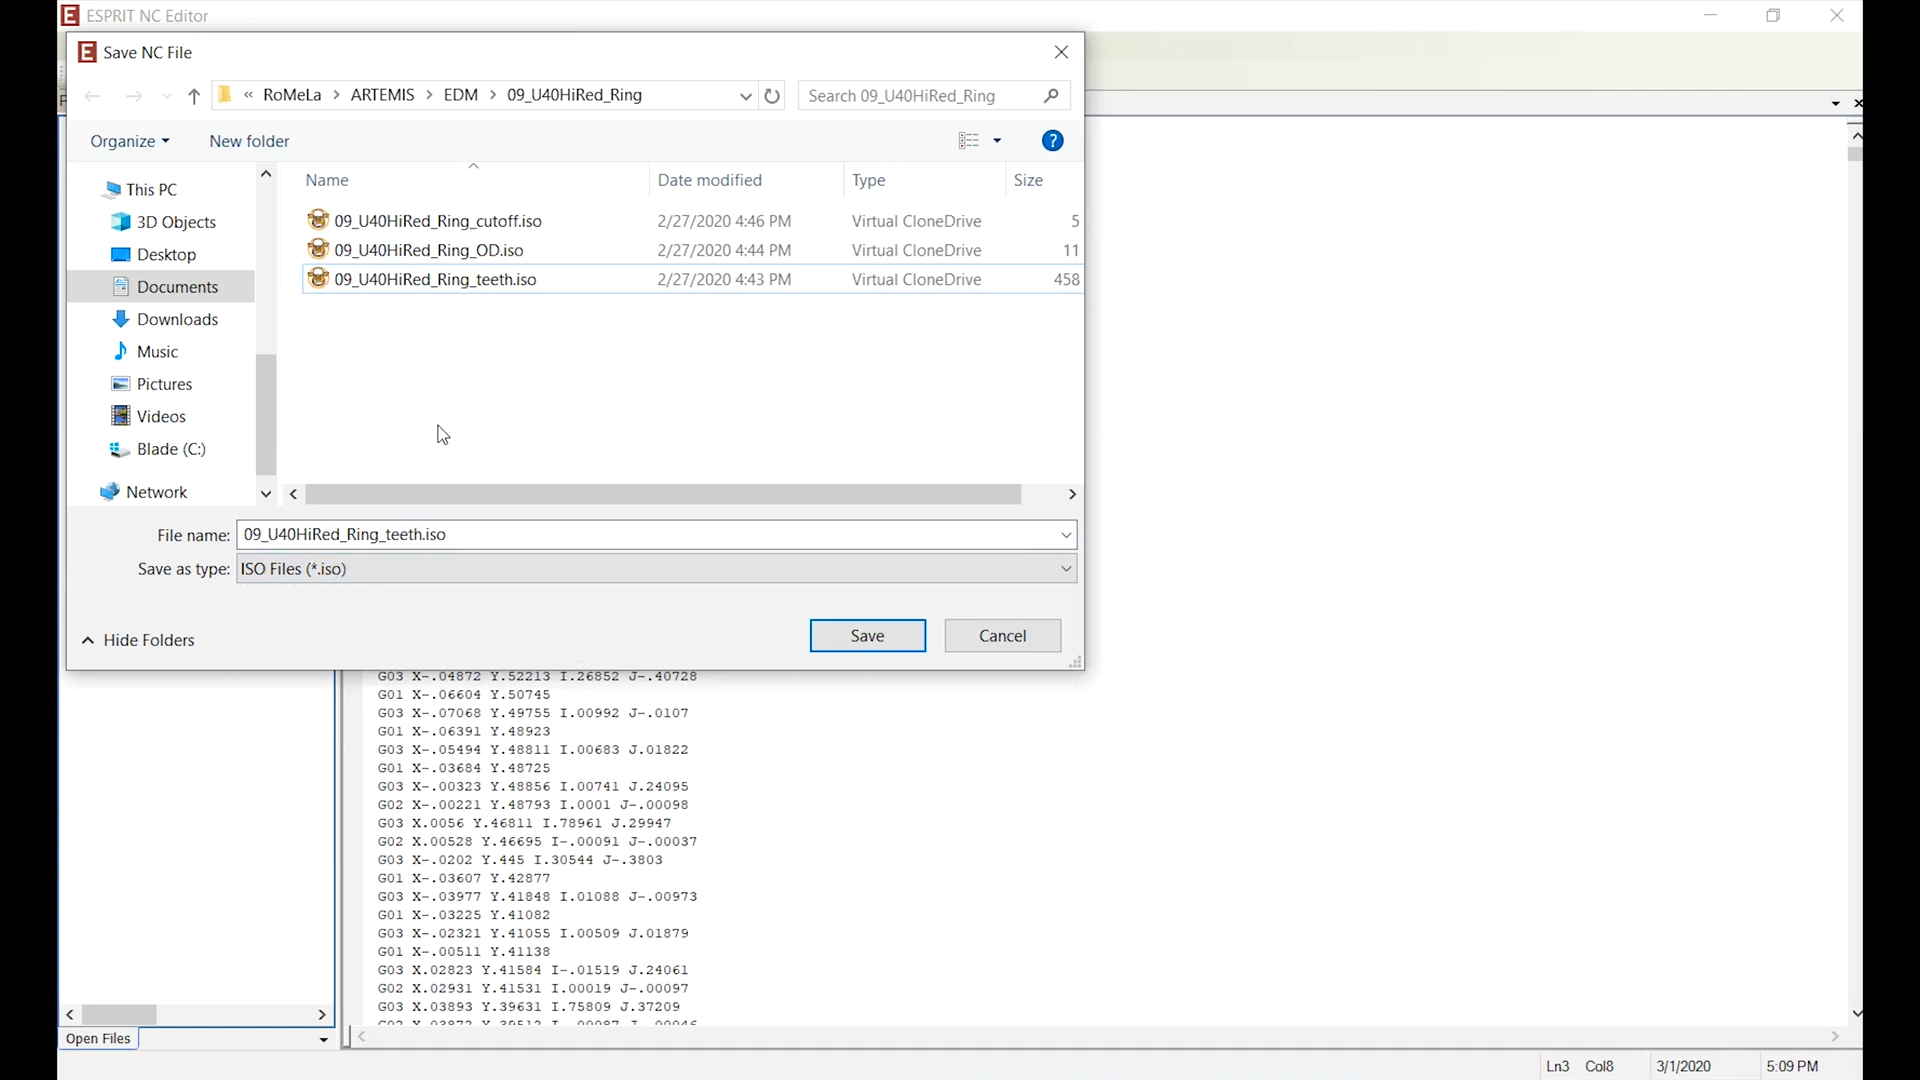 ESPRIT NC Editor
Save NC File
« RoMeLa > ARTEMIS > EDM > 09_U40HiRed_Ring
Search 09_U40HiRed_Ring
Organize
New folder
Name
Date modified
Type
Size
This PC
3D Objects
Desktop
Documents
Downloads
Music
Pictures
Videos
Blade (C:)
Network
09_U40HiRed_Ring_cutoff.iso 2/27/2020 4:46 PM Virtual CloneDrive 5
09_U40HiRed_Ring_OD.iso 2/27/2020 4:44 PM Virtual CloneDrive 11
09_U40HiRed_Ring_teeth.iso 2/27/2020 4:43 PM Virtual CloneDrive 458
File name: 09_U40HiRed_Ring_teeth.iso
Save as type: ISO Files (*.iso)
Hide Folders
Save
Cancel
G03 X-.04872 Y.52213 I.26852 J-.40728
G01 X-.06604 Y.50745
G03 X-.07068 Y.49755 I.00992 J-.0107
G01 X-.06391 Y.48923
G03 X-.05494 Y.48811 I.00683 J.01822
G01 X-.03684 Y.48725
G03 X-.00323 Y.48856 I.00741 J.24095
G02 X-.00221 Y.48793 I.0001 J-.00098
G03 X.0056 Y.46811 I.78961 J.29947
G02 X.00528 Y.46695 I-.00091 J-.00037
G03 X-.0202 Y.445 I.30544 J-.3803
G01 X-.03607 Y.42877
G03 X-.03977 Y.41848 I.01088 J-.00973
G01 X-.03225 Y.41082
G03 X-.02321 Y.41055 I.00509 J.01879
G01 X-.00511 Y.41138
G03 X.02823 Y.41584 I-.01519 J.24061
G02 X.02931 Y.41531 I.00019 J-.00097
G03 X.03893 Y.39631 I.75809 J.37209
Open Files
Ln3 Col8 3/1/2020 5:09 PM